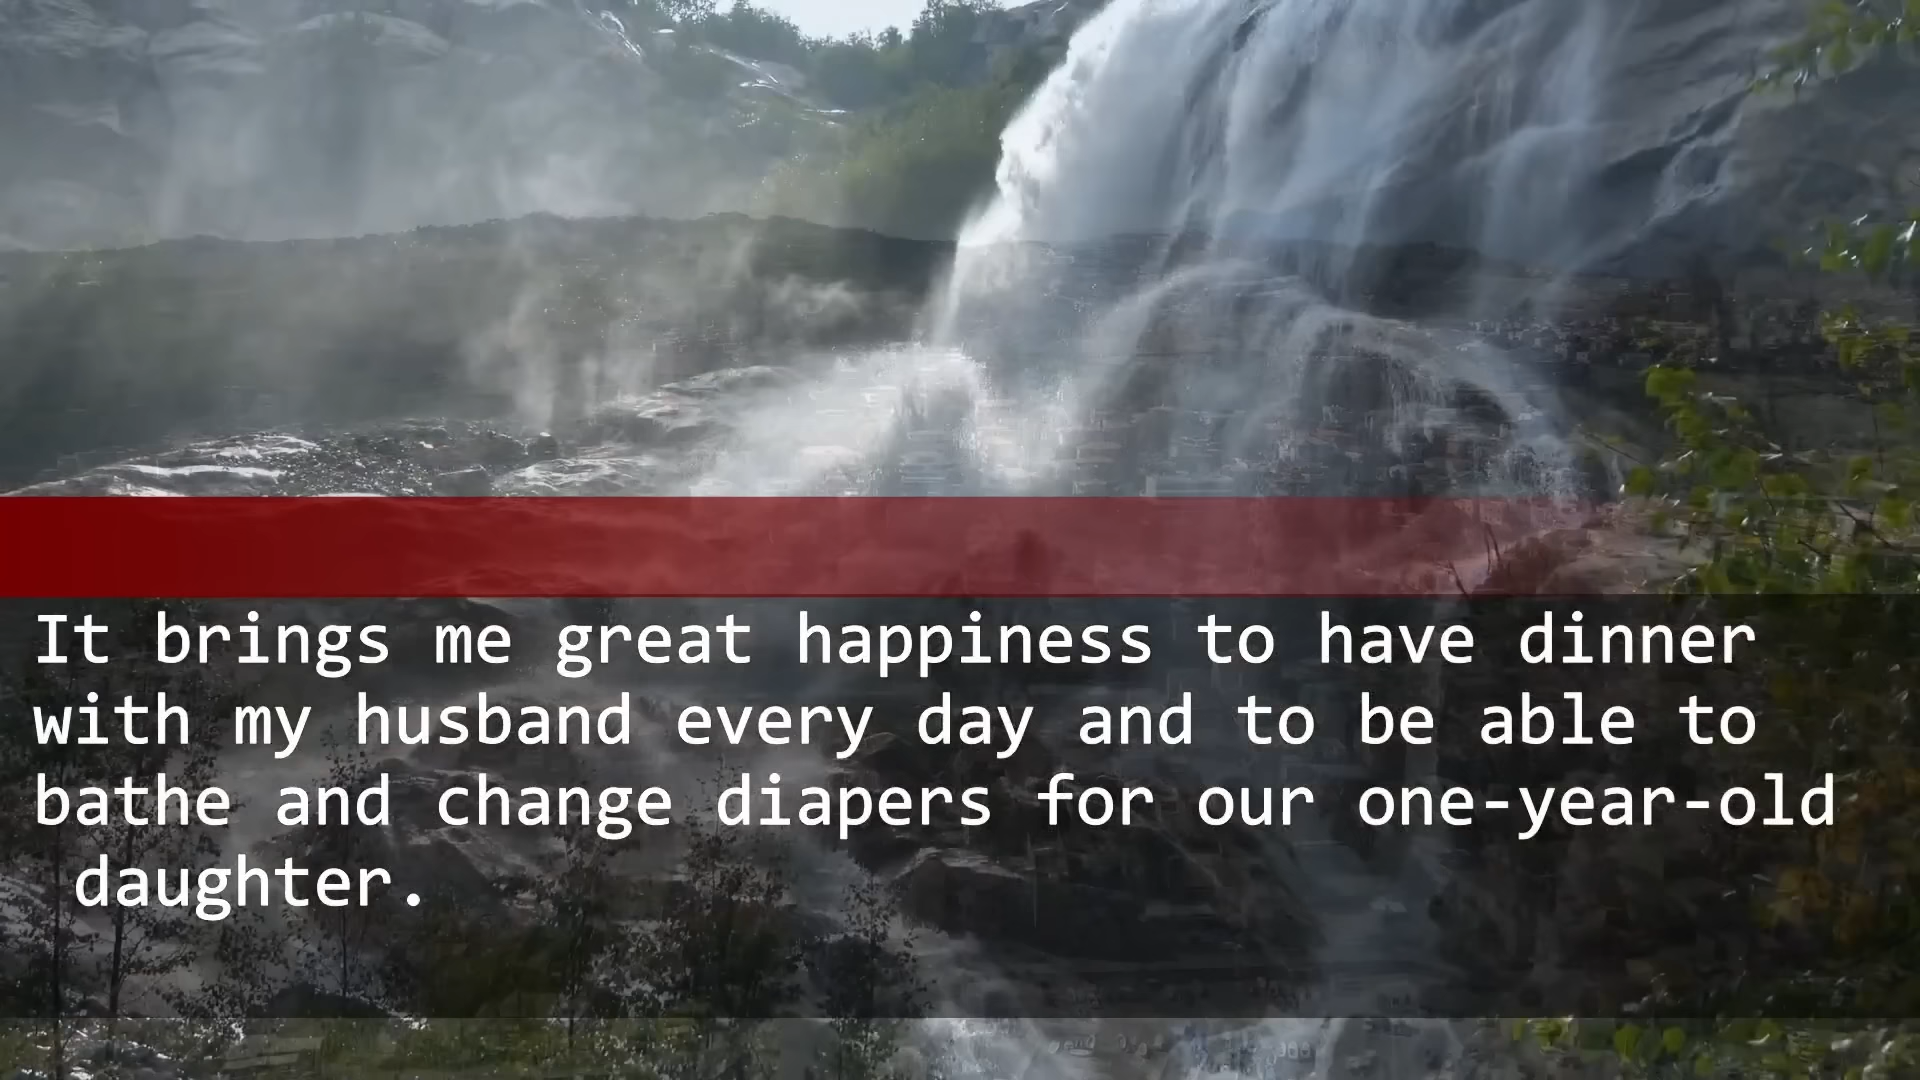 It brings me great happiness to have dinner
with my husband every day and to be able to
bathe and change diapers for our one-year-old
daughter.